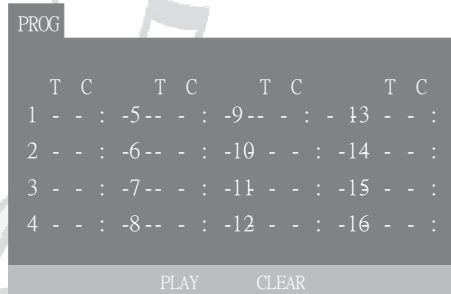 PROG
T C T C T C T C
1 - - : -5-- - : -9-- - : - 13 - - :
2 - - : -6-- - : -10 - - : -14 - - :
3 - - : -7-- - : -11 - - : -15 - - :
4 - - : -8-- - : -12 - - : -16 - - :
PLAY CLEAR